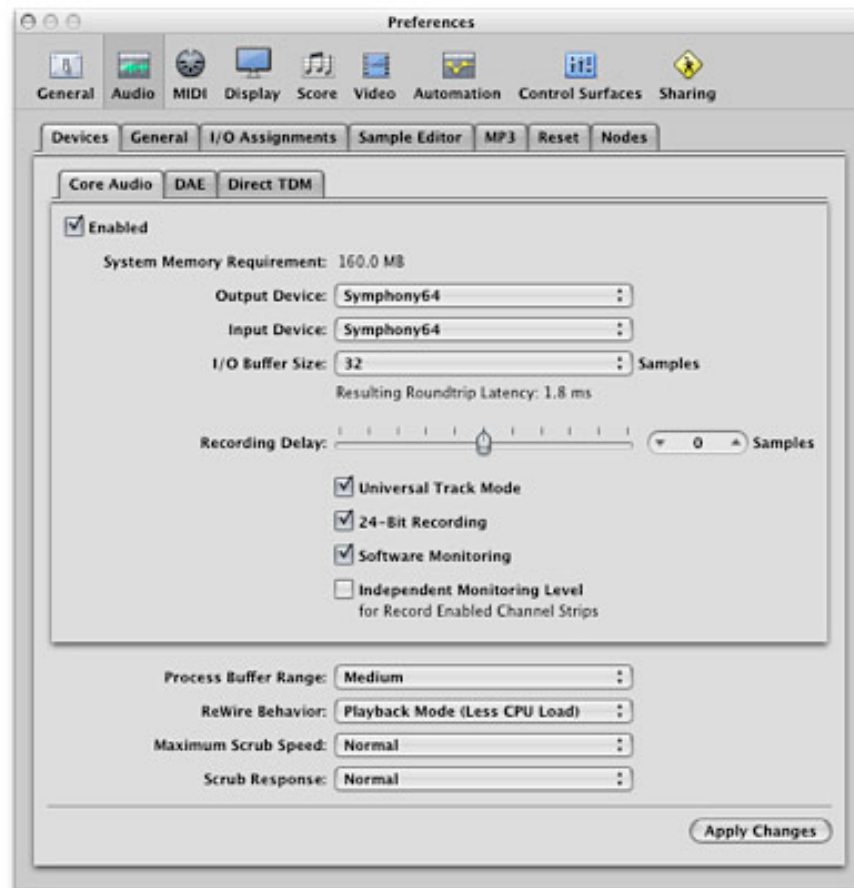 Preferences
General Audio MIDI Display Score Video Automation Control Surfaces Sharing
Devices General I/O Assignments Sample Editor MP3 Reset Nodes
Core Audio DAE Direct TDM
Enabled
System Memory Requirement: 160.0 MB
Output Device: Symphony64
Input Device: Symphony64
I/O Buffer Size: 32 Samples
Resulting Roundtrip Latency: 1.8 ms
Recording Delay: 0 Samples
Universal Track Mode
24-Bit Recording
Software Monitoring
Independent Monitoring Level
for Record Enabled Channel Strips
Process Buffer Range: Medium
ReWire Behavior: Playback Mode (Less CPU Load)
Maximum Scrub Speed: Normal
Scrub Response: Normal
Apply Changes